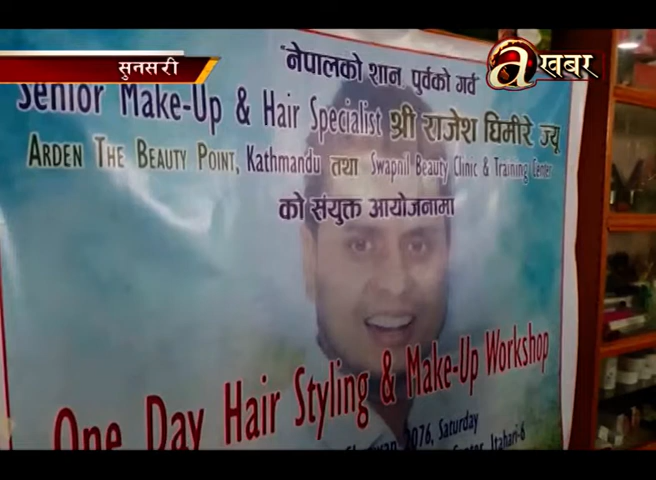 सुनसरी
a खबर
"नेपालको शान, पुर्वको गर्व
Senior Make-Up & Hair Specialist श्री राजेश घिमीरे ज्यू
Arden The Beauty Point, Kathmandu तथा Swapnil Beauty Clinic & Training Center
को संयुक्त आयोजनामा
One Day Hair Styling & Make-Up Workshop
2076, Saturday
Itahari-6